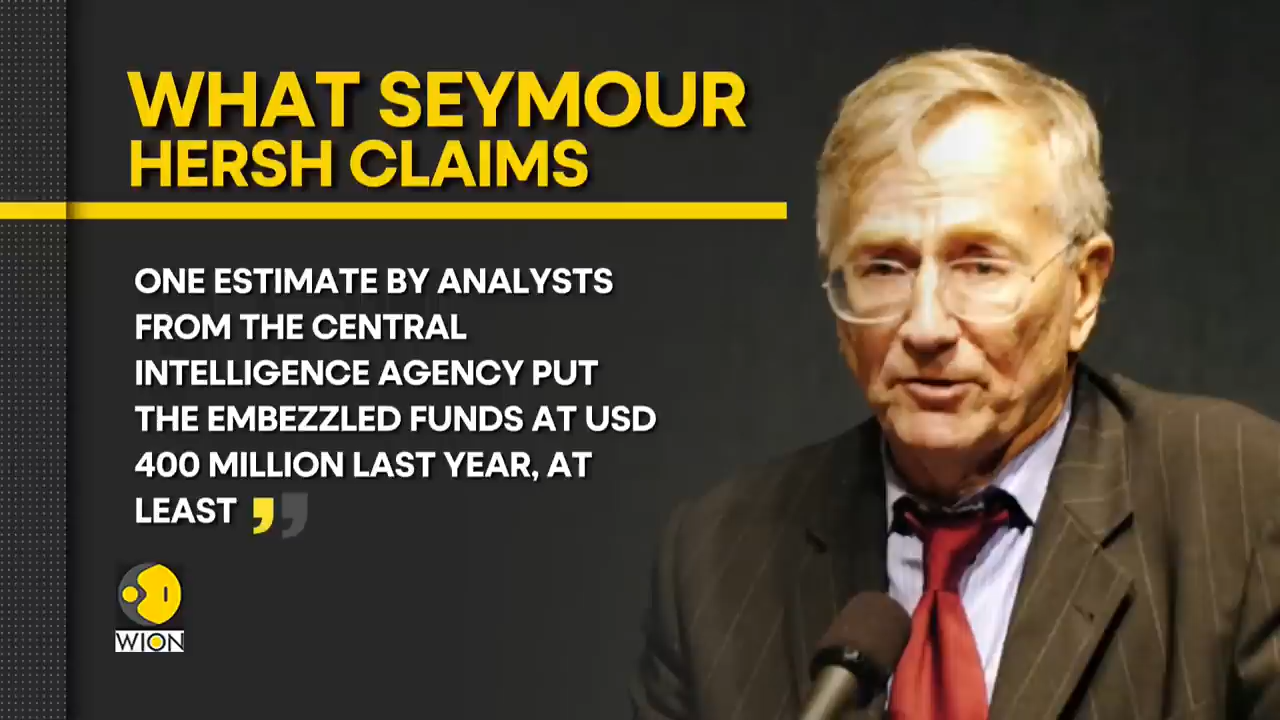 WHAT SEYMOUR
HERSH CLAIMS
ONE ESTIMATE BY ANALYSTS
FROM THE CENTRAL
INTELLIGENCE AGENCY PUT
THE EMBEZZLED FUNDS AT USD
400 MILLION LAST YEAR, AT
LEAST ”
WION